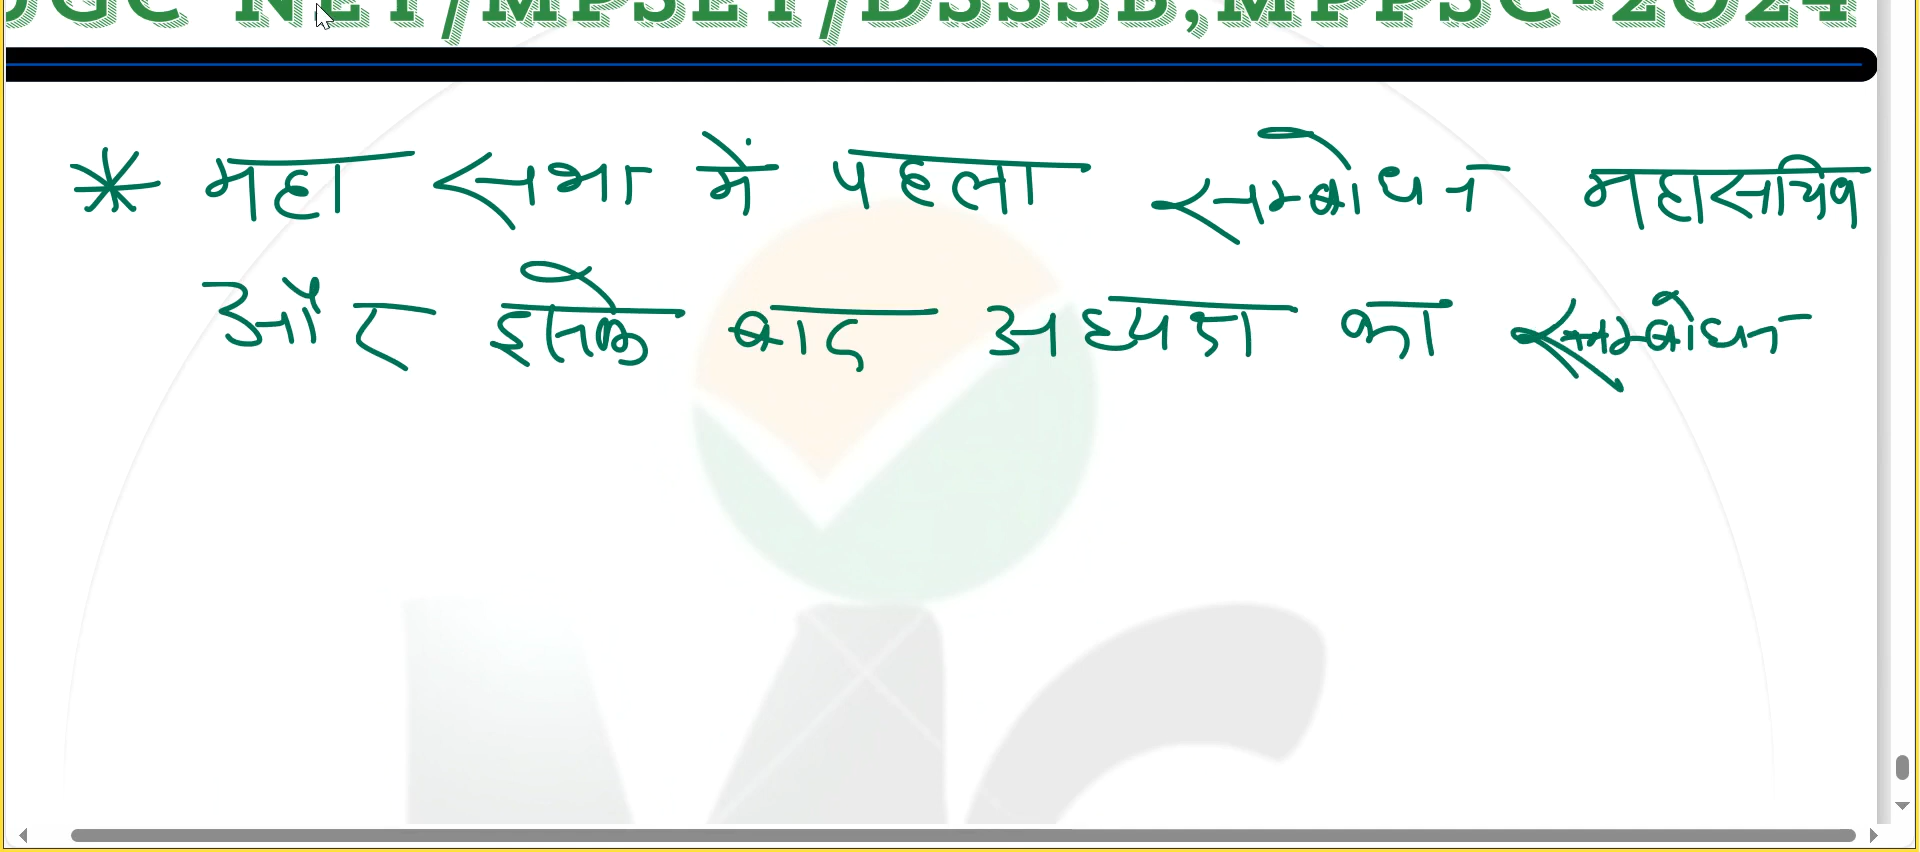 UGC NET/MPSET/DSSSB,MPPSC-2024
* महा सभा में पहला सम्बोधन महासचिव
और इसके बाद अध्यक्ष का सम्बोधन
MC